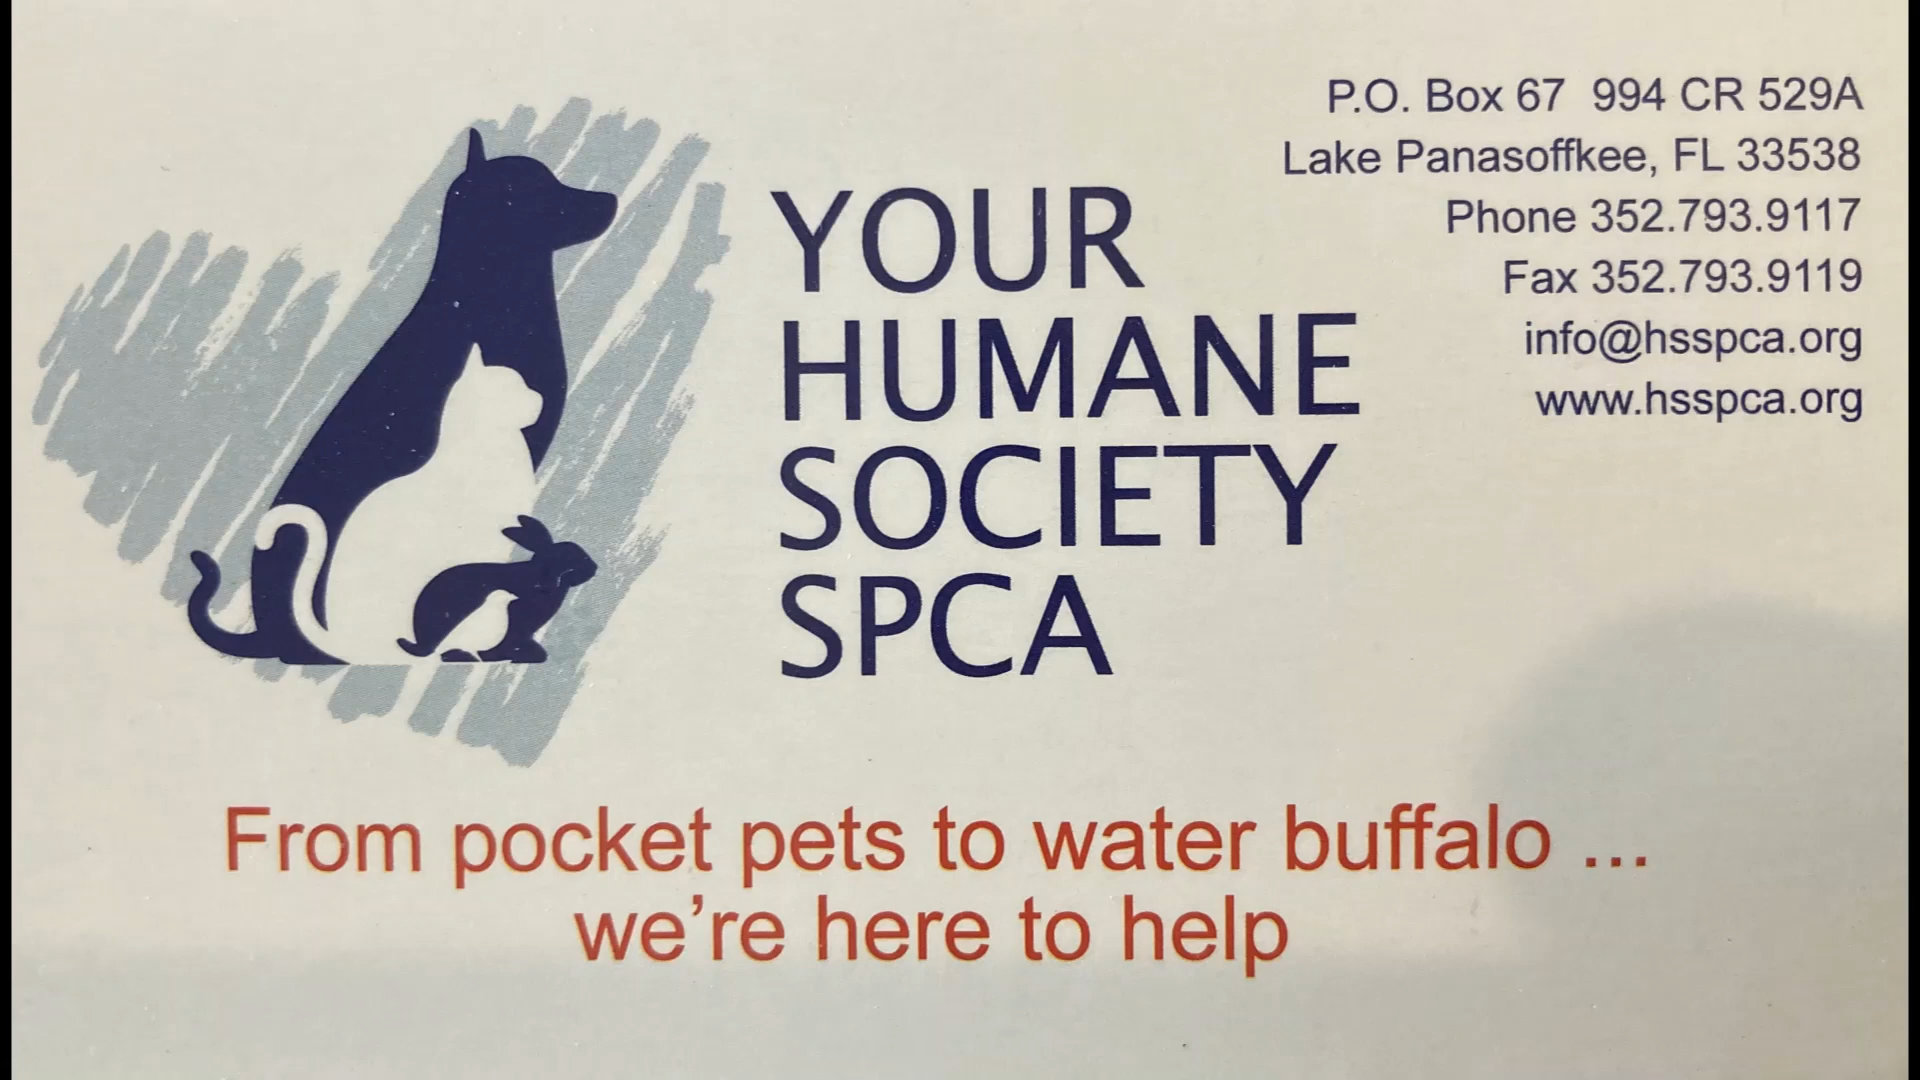 P.O. Box 67  994 CR 529A
Lake Panasoffkee, FL 33538
Phone 352.793.9117
Fax 352.793.9119
info@hsspca.org
www.hsspca.org
YOUR
HUMANE
SOCIETY
SPCA
From pocket pets to water buffalo ...
we’re here to help